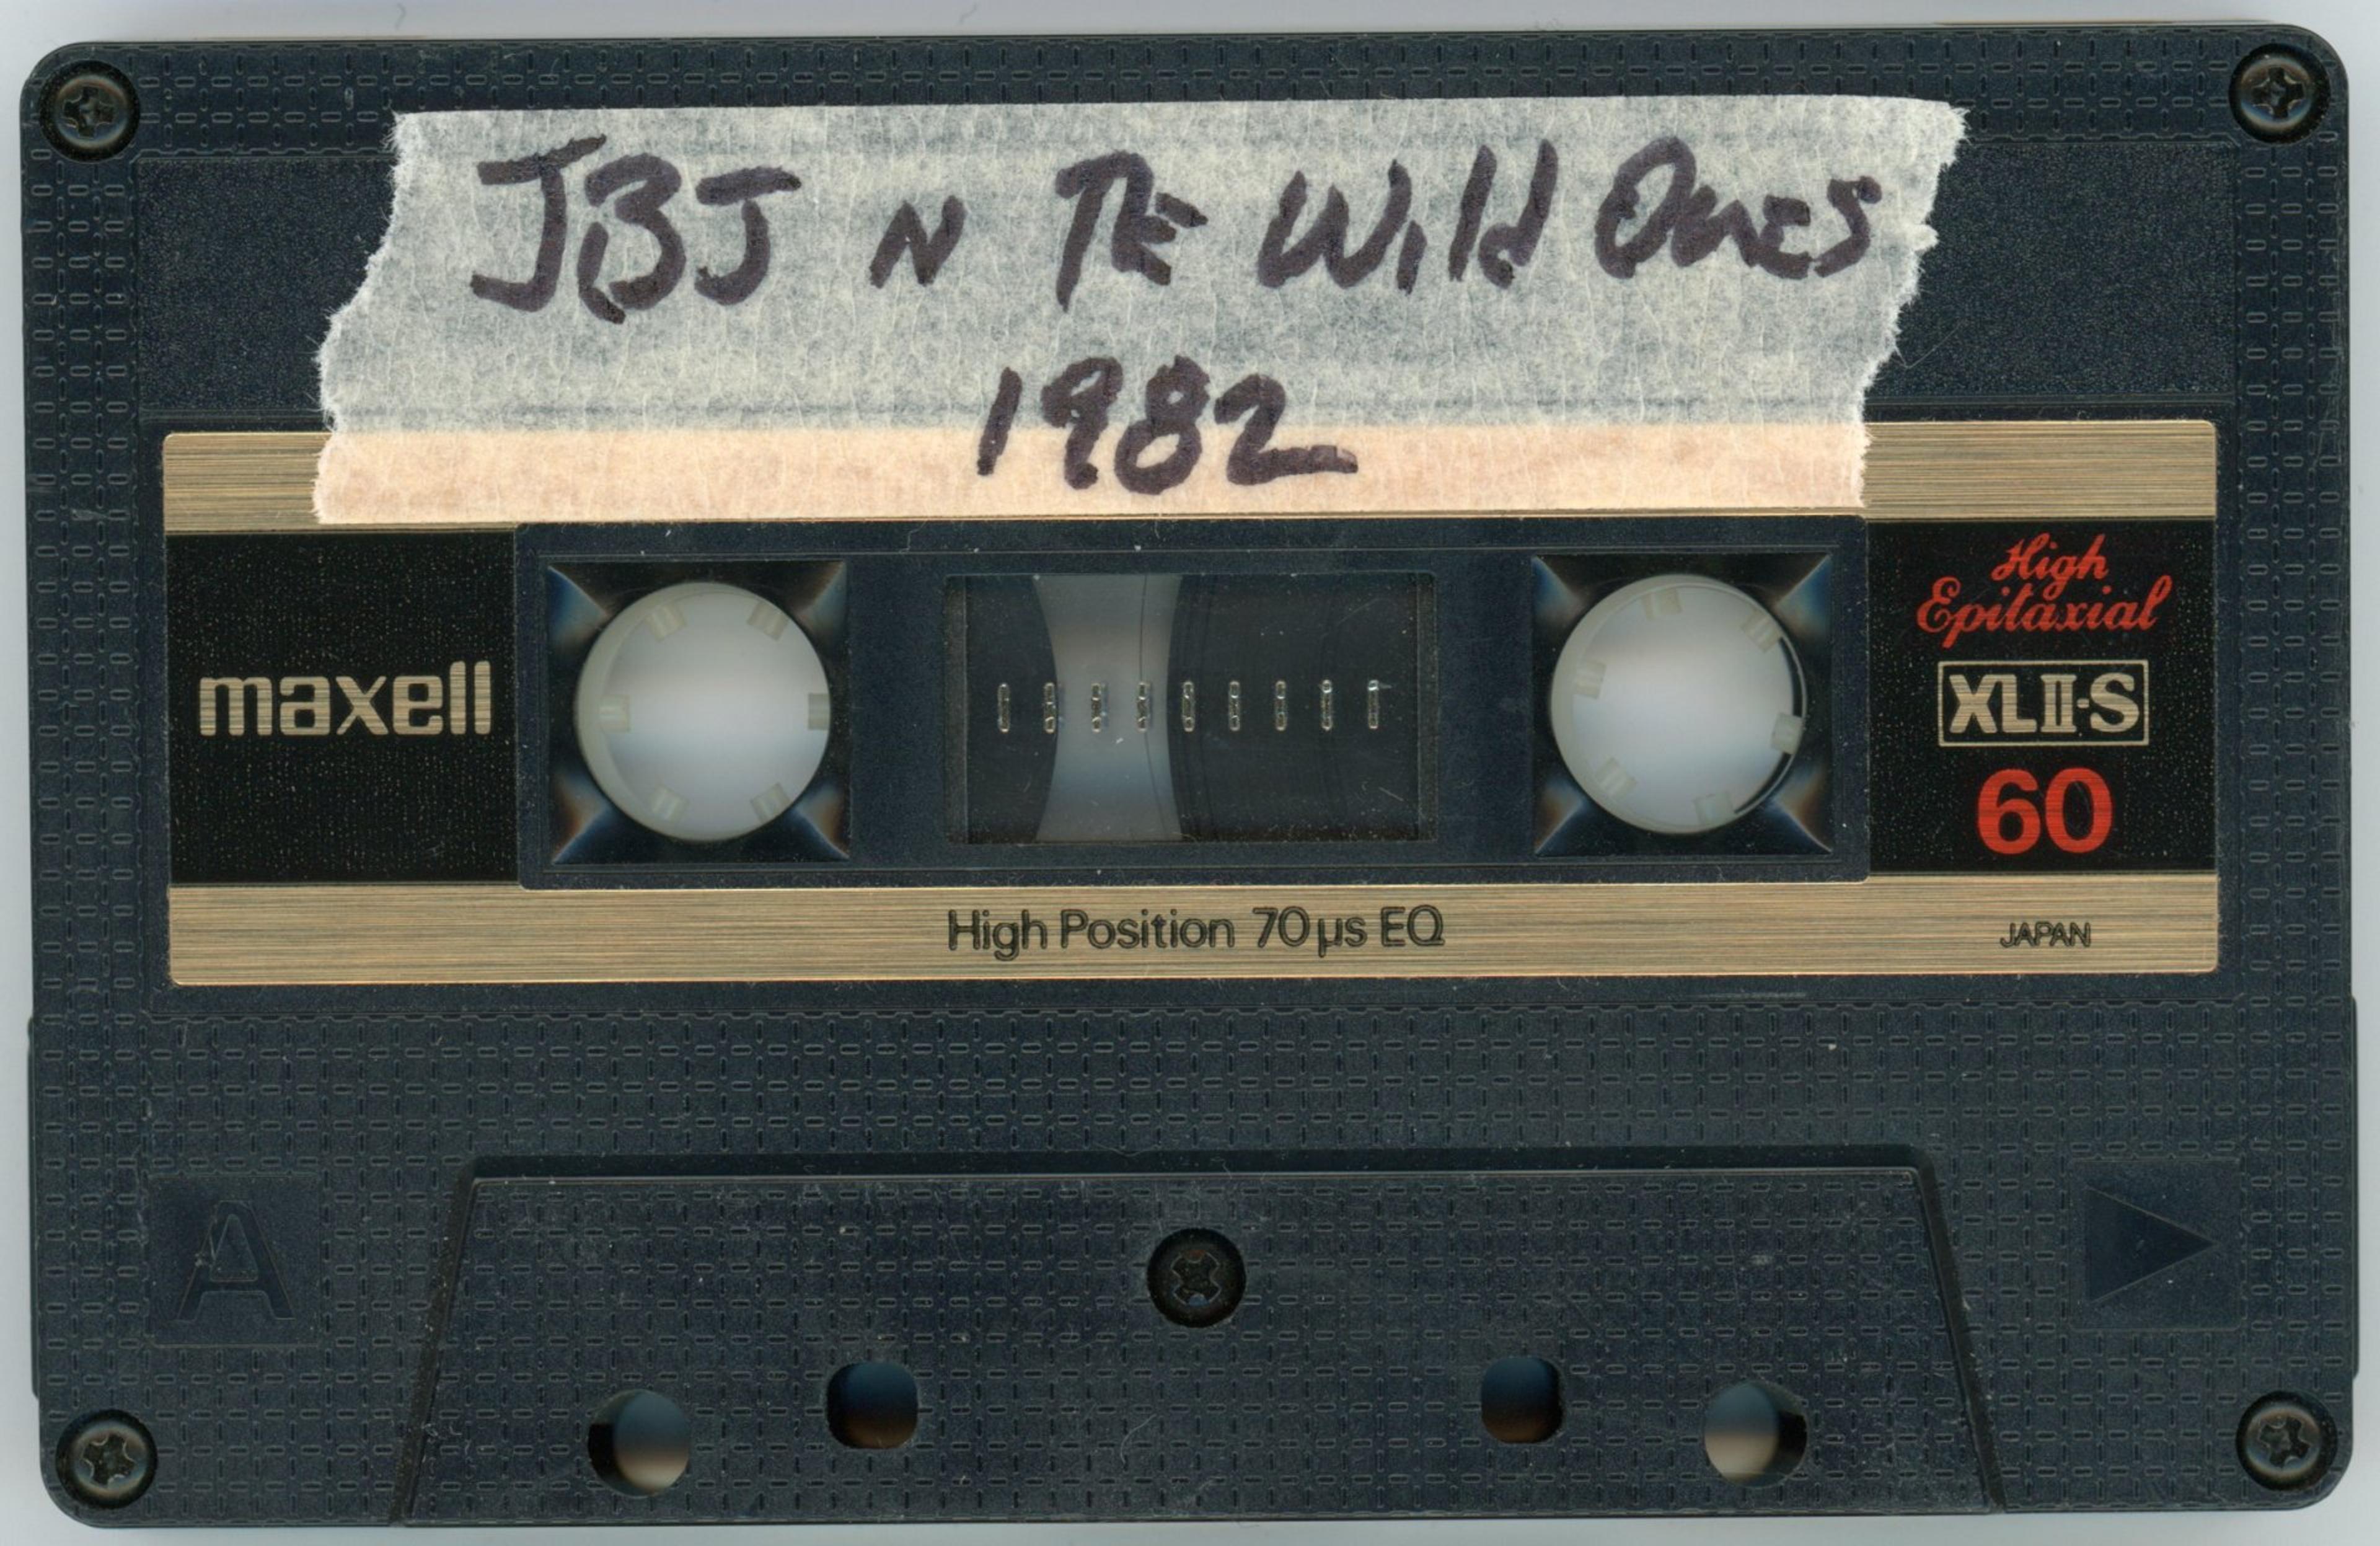 JBJ N THE Wild Ones
1982
maxell
High
Epitaxial
XLII-S
60
High Position 70µs EQ
JAPAN
A